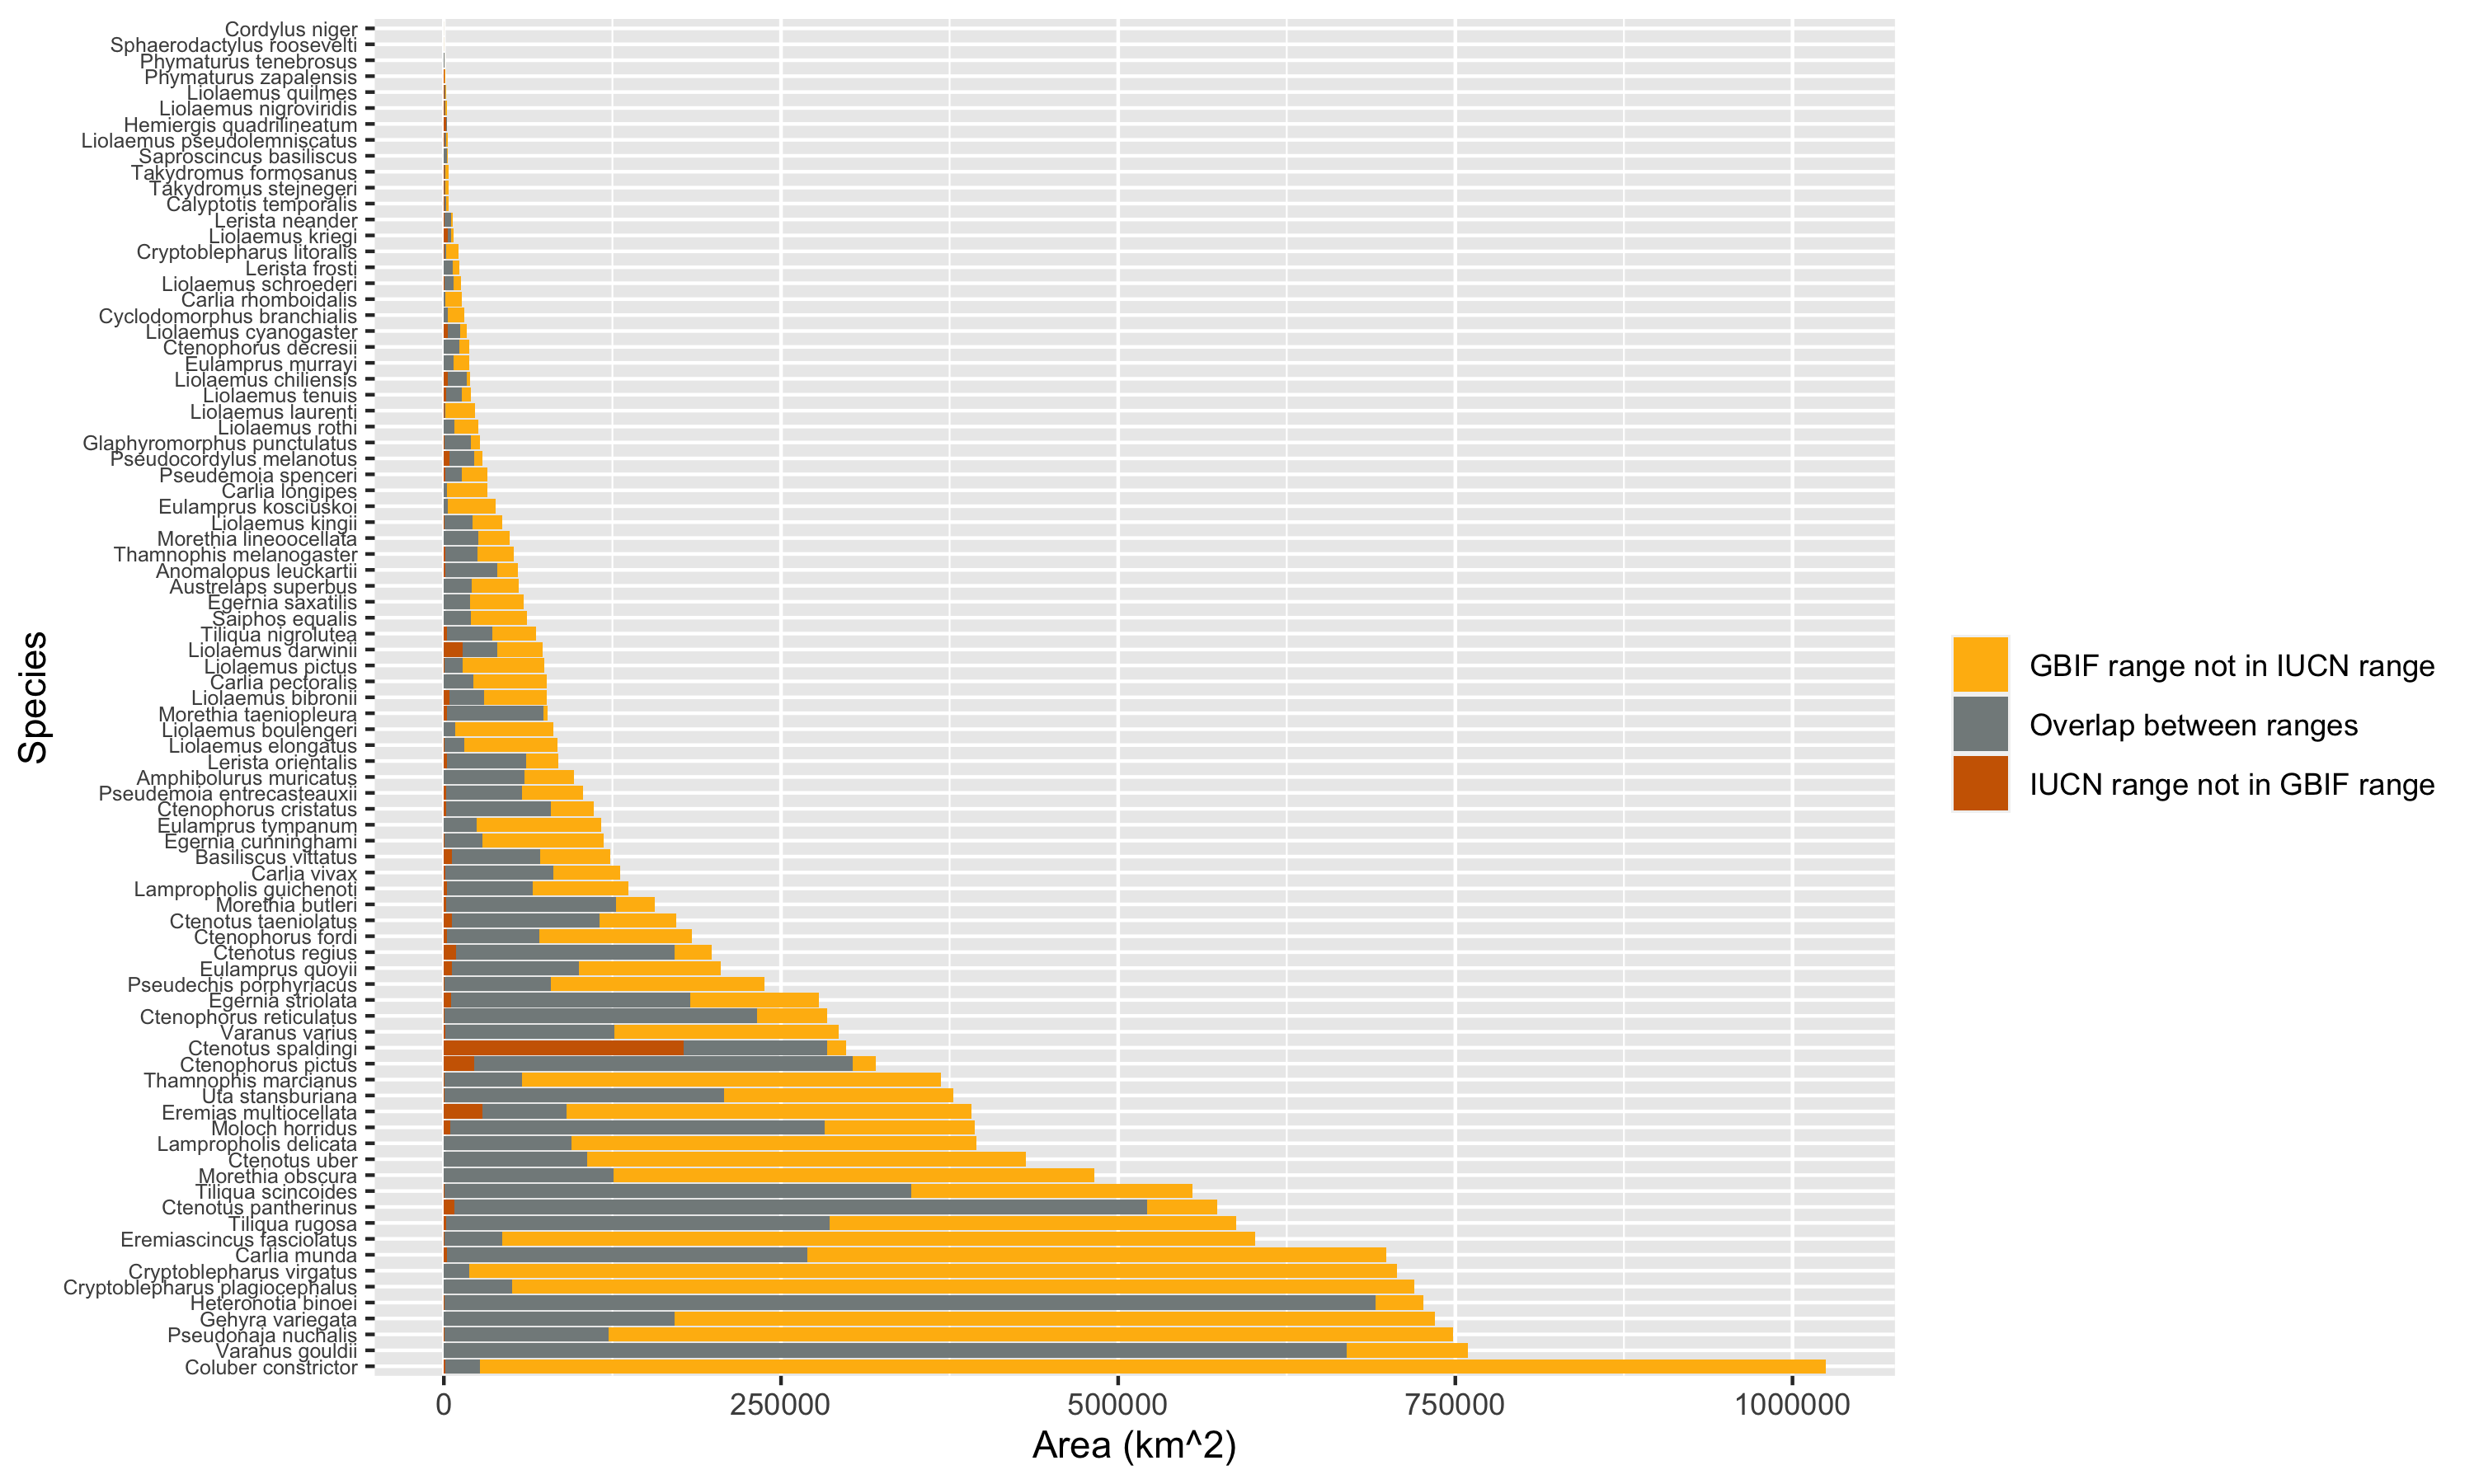 Species
Cordylus niger
Sphaerodactylus roosevelti
Phymaturus tenebrosus
Phymaturus zapalensis
Liolaemus quilmes
Liolaemus nigroviridis
Hemiergis quadrilineatum
Liolaemus pseudolemniscatus
Saproscincus basiliscus
Takydromus formosanus
Takydromus stejnegeri
Calyptotis temporalis
Lerista neander
Liolaemus kriegi
Cryptoblepharus litoralis
Lerista frosti
Liolaemus schroederi
Carlia rhomboidalis
Cyclodomorphus branchialis
Liolaemus cyanogaster
Ctenophorus decresii
Eulamprus murrayi
Liolaemus chiliensis
Liolaemus tenuis
Liolaemus laurenti
Liolaemus rothi
Glaphyromorphus punctulatus
Pseudocordylus melanotus
Pseudemoia spenceri
Carlia longipes
Eulamprus kosciuskoi
Liolaemus kingii
Morethia lineoocellata
Thamnophis melanogaster
Anomalopus leuckartii
Austrelaps superbus
Egernia saxatilis
Saiphos equalis
Tiliqua nigrolutea
Liolaemus darwinii
Liolaemus pictus
Carlia pectoralis
Liolaemus bibronii
Morethia taeniopleura
Liolaemus boulengeri
Liolaemus elongatus
Lerista orientalis
Amphibolurus muricatus
Pseudemoia entrecasteauxii
Ctenophorus cristatus
Eulamprus tympanum
Egernia cunninghami
Basiliscus vittatus
Carlia vivax
Lampropholis guichenoti
Morethia butleri
Ctenotus taeniolatus
Ctenophorus fordi
Ctenotus regius
Eulamprus quoyii
Pseudechis porphyriacus
Egernia striolata
Ctenophorus reticulatus
Varanus varius
Ctenotus spaldingi
Ctenophorus pictus
Thamnophis marcianus
Uta stansburiana
Eremias multiocellata
Moloch horridus
Lampropholis delicata
Ctenotus uber
Morethia obscura
Tiliqua scincoides
Ctenotus pantherinus
Tiliqua rugosa
Eremiascincus fasciolatus
Carlia munda
Cryptoblepharus virgatus
Cryptoblepharus plagiocephalus
Heteronotia binoei
Gehyra variegata
Pseudonaja nuchalis
Varanus gouldii
Coluber constrictor
0 250000 500000 750000 1000000
Area (km^2)
GBIF range not in IUCN range
Overlap between ranges
IUCN range not in GBIF range